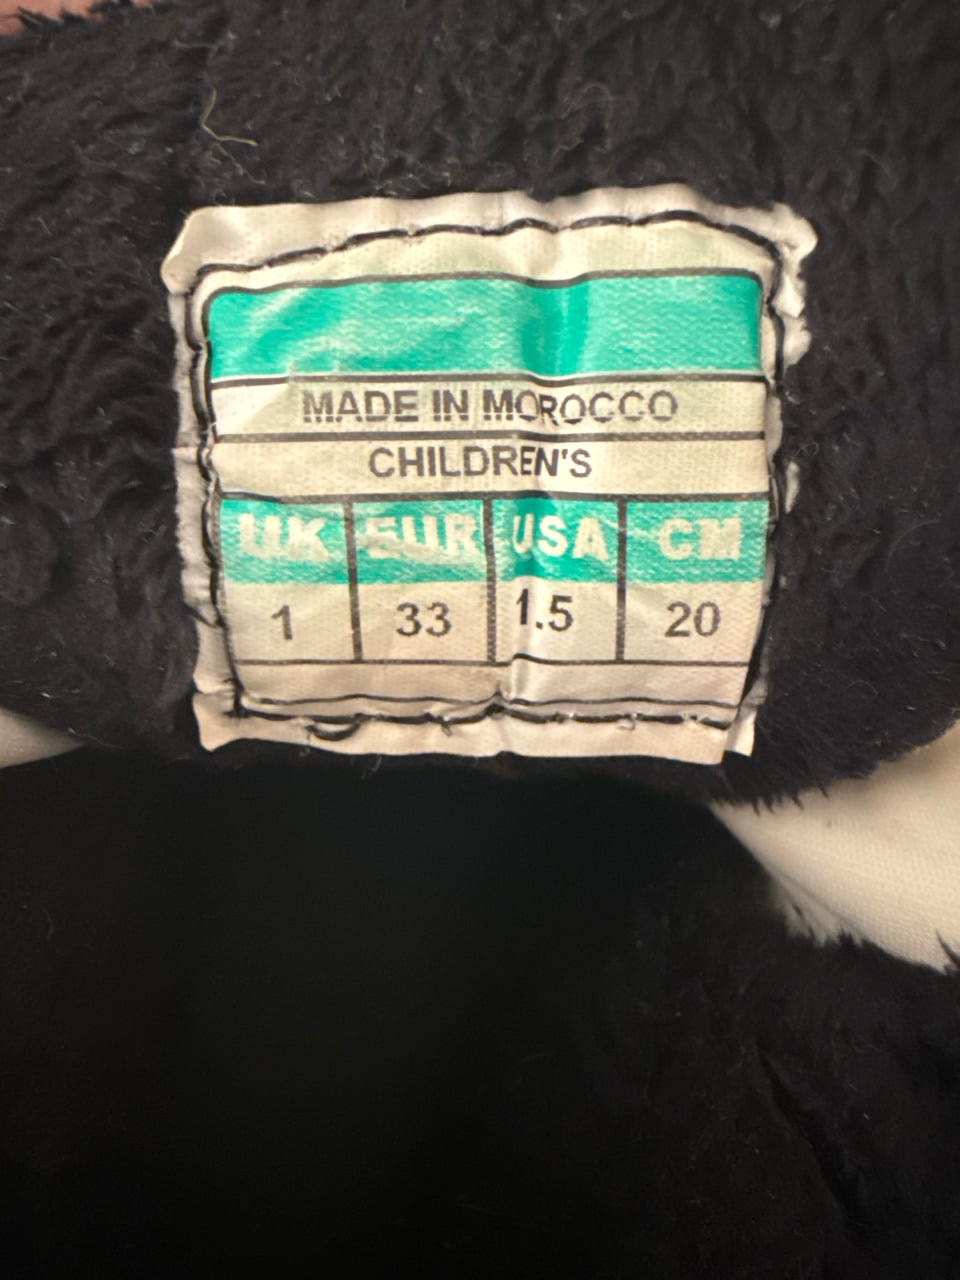 MADE IN MOROCCO
CHILDREN'S
UK EUR USA CM
1 33 1.5 20